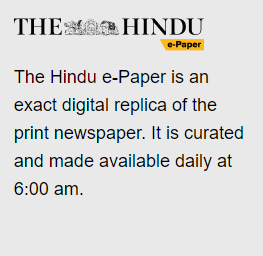 THE HINDU
e-Paper
The Hindu e-Paper is an
exact digital replica of the
print newspaper. It is curated
and made available daily at
6:00 am.